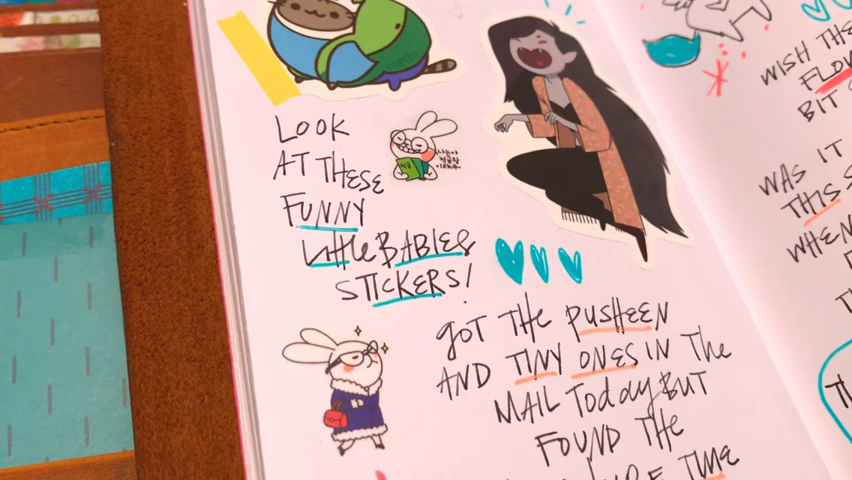 LOOK
AT THESE
FUNNY
LittLe BABIES
STICKERS!
GOT THE PUSHEEN
AND TINY ONES IN THE
MAIL TODAY BUT
FOUND THE
TIME
WISH THE
FLOW
BIT
WAS IT
THIS S
WHEN